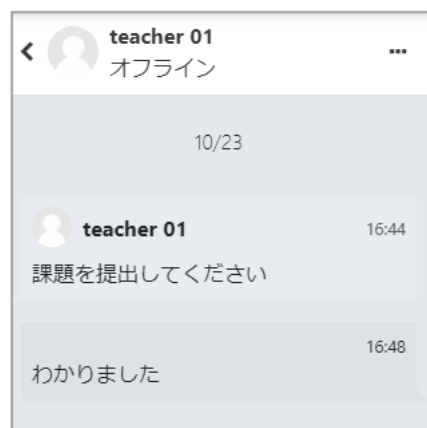 teacher 01
オフライン
10/23
teacher 01 16:44
課題を提出してください
16:48
わかりました